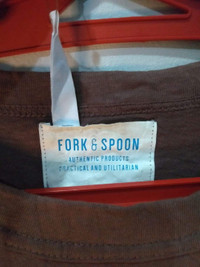 FORK & SPOON
AUTHENTIC PRODUCTS
PRACTICAL AND UTILITARIAN